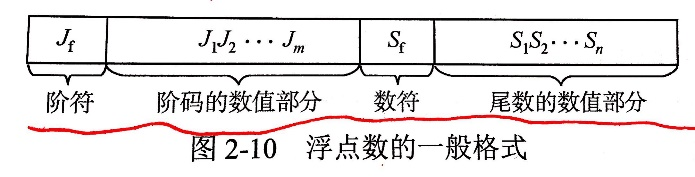 J_f J_1J_2 ··· J_m S_f S_1S_2 ··· S_n
阶符 阶码的数值部分 数符 尾数的数值部分
图 2-10 浮点数的一般格式